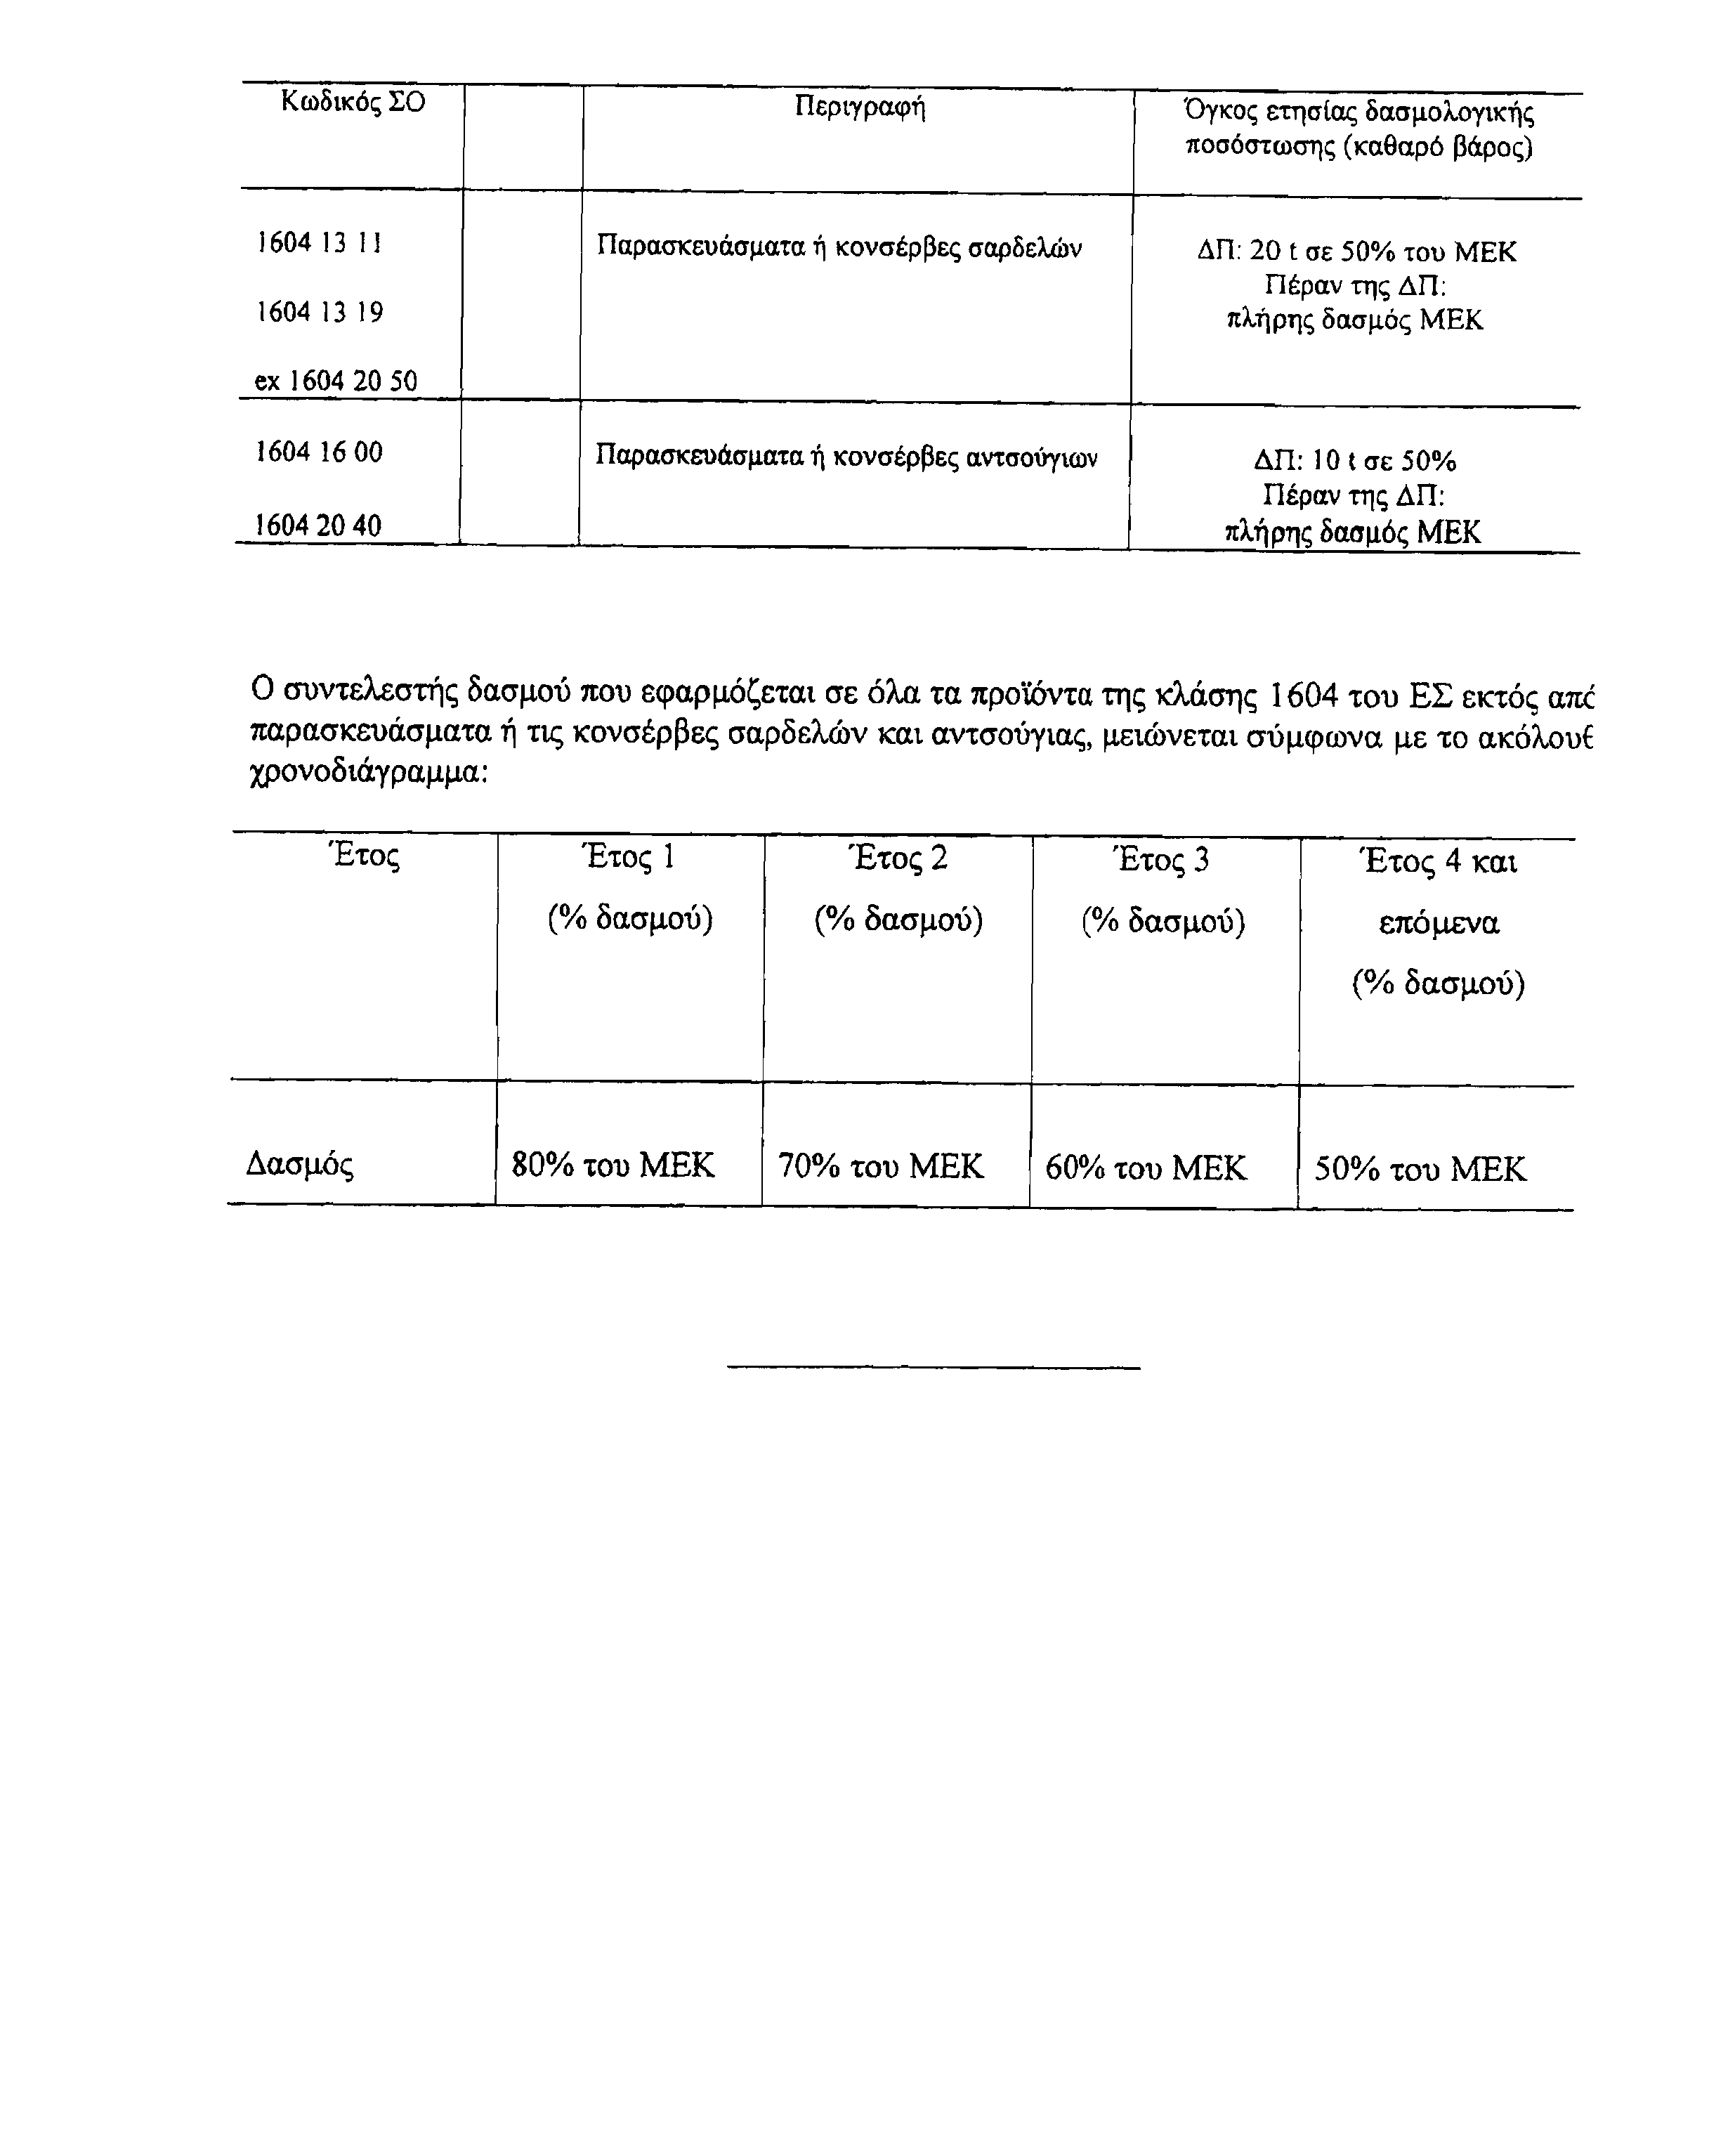 Κωδικός ΣΟ Περιγραφή Όγκος ετησίας δασμολογικής
ποσόστωσης (καθαρό βάρος)
1604 13 11 Παρασκευάσματα ή κονσέρβες σαρδελών ΔΠ: 20 t σε 50% του ΜΕΚ
Πέραν της ΔΠ:
1604 13 19 πλήρης δασμός ΜΕΚ
ex 1604 20 50
1604 16 00 Παρασκευάσματα ή κονσέρβες αντσούγιων ΔΠ: 10 t σε 50%
Πέραν της ΔΠ:
1604 20 40 πλήρης δασμός ΜΕΚ
Ο συντελεστής δασμού που εφαρμόζεται σε όλα τα προϊόντα της κλάσης 1604 του ΕΣ εκτός
παρασκευάσματα ή τις κονσέρβες σαρδελών και αντσούγιας, μειώνεται σύμφωνα με το
χρονοδιάγραμμα:
Έτος Έτος 1 Έτος 2 Έτος 3 Έτος 4 και
(% δασμού) (% δασμού) (% δασμού) επόμενα
(% δασμού)
Δασμός 80% του ΜΕΚ 70% του ΜΕΚ 60% του ΜΕΚ 50% του ΜΕΚ